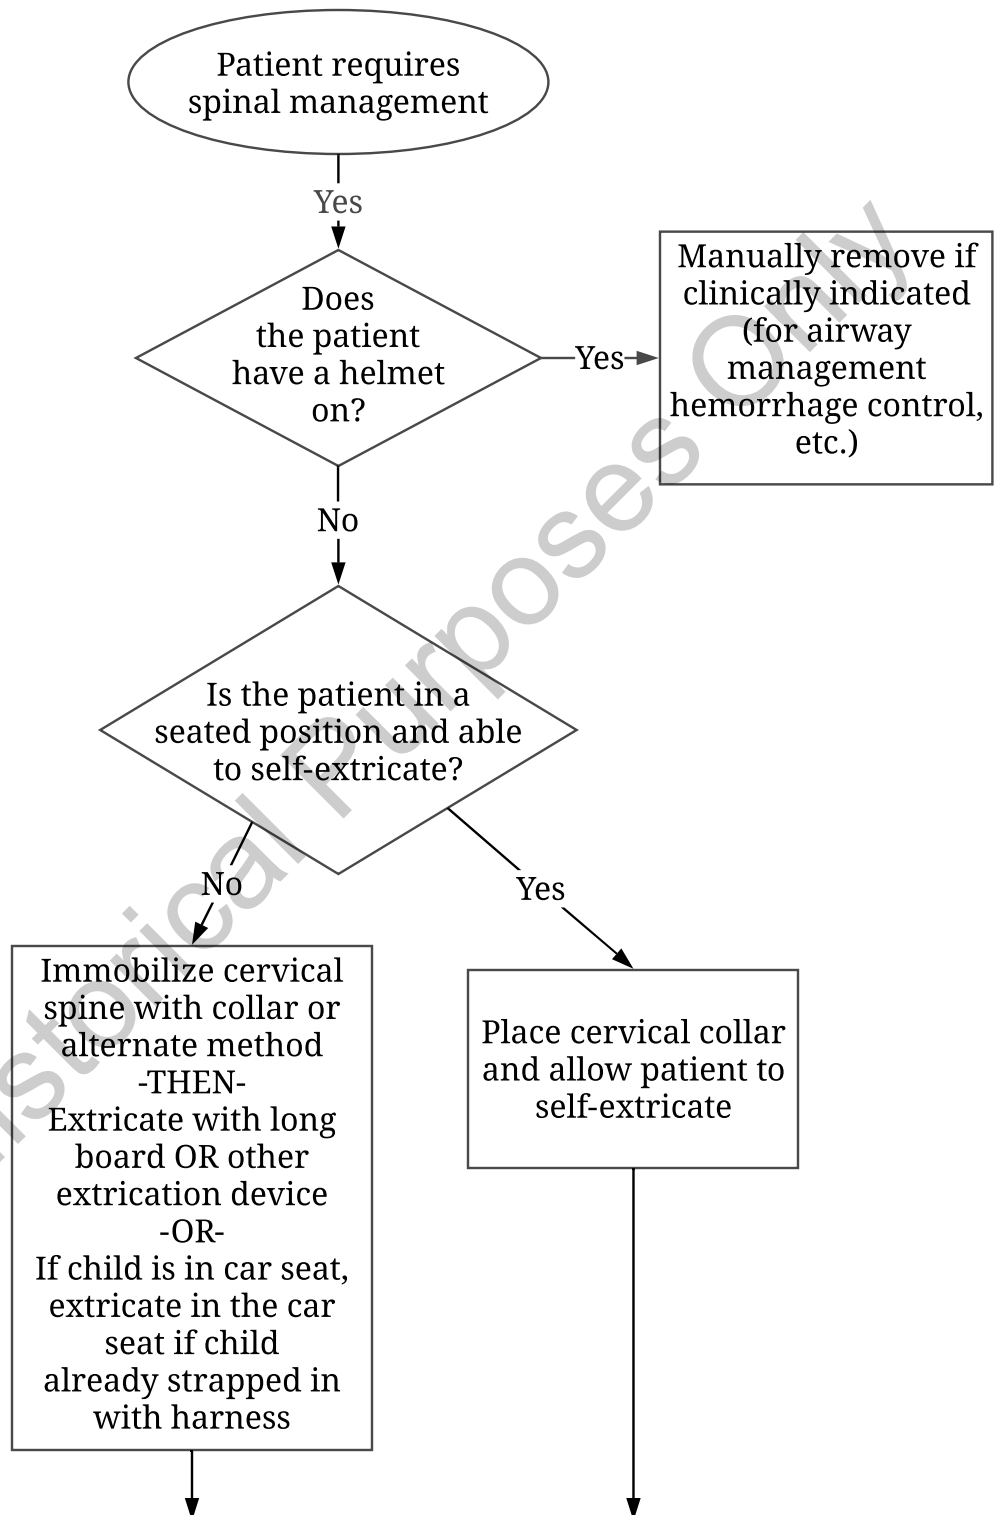 Patient requires
spinal management
Yes
Does
the patient
have a helmet
on?
Yes
Manually remove if
clinically indicated
(for airway
management
hemorrhage control,
etc.)
No
Is the patient in a
seated position and able
to self-extricate?
No
Yes
Immobilize cervical
spine with collar or
alternate method
-THEN-
Extricate with long
board OR other
extrication device
-OR-
If child is in car seat,
extricate in the car
seat if child
already strapped in
with harness
Place cervical collar
and allow patient to
self-extricate
istorical Purposes Only